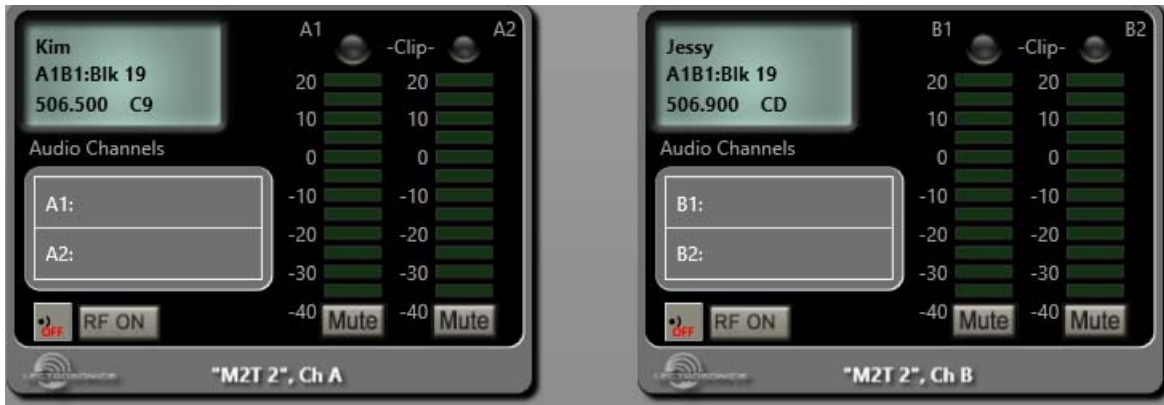 Kim
A1B1:Blk 19
506.500 C9
Audio Channels
A1:
A2:
OFF
RF ON
A1 -Clip- A2
20 20
10 10
0 0
-10 -10
-20 -20
-30 -30
-40 Mute -40 Mute
LECTROSONICS
"M2T 2", Ch A
Jessy
A1B1:Blk 19
506.900 CD
Audio Channels
B1:
B2:
OFF
RF ON
B1 -Clip- B2
20 20
10 10
0 0
-10 -10
-20 -20
-30 -30
-40 Mute -40 Mute
LECTROSONICS
"M2T 2", Ch B